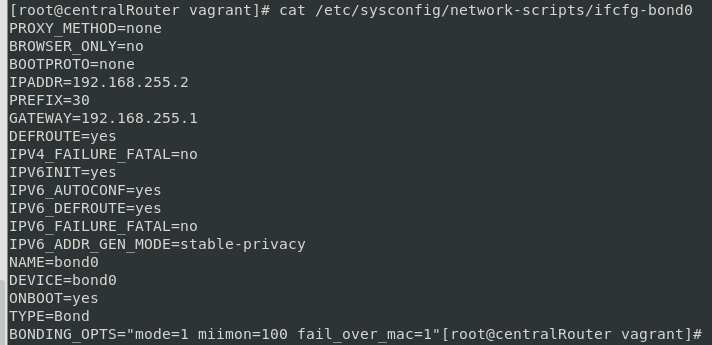 [root@centralRouter vagrant]# cat /etc/sysconfig/network-scripts/ifcfg-bond0
PROXY_METHOD=none
BROWSER_ONLY=no
BOOTPROTO=none
IPADDR=192.168.255.2
PREFIX=30
GATEWAY=192.168.255.1
DEFROUTE=yes
IPV4_FAILURE_FATAL=no
IPV6INIT=yes
IPV6_AUTOCONF=yes
IPV6_DEFROUTE=yes
IPV6_FAILURE_FATAL=no
IPV6_ADDR_GEN_MODE=stable-privacy
NAME=bond0
DEVICE=bond0
ONBOOT=yes
TYPE=Bond
BONDING_OPTS="mode=1 miimon=100 fail_over_mac=1"[root@centralRouter vagrant]#